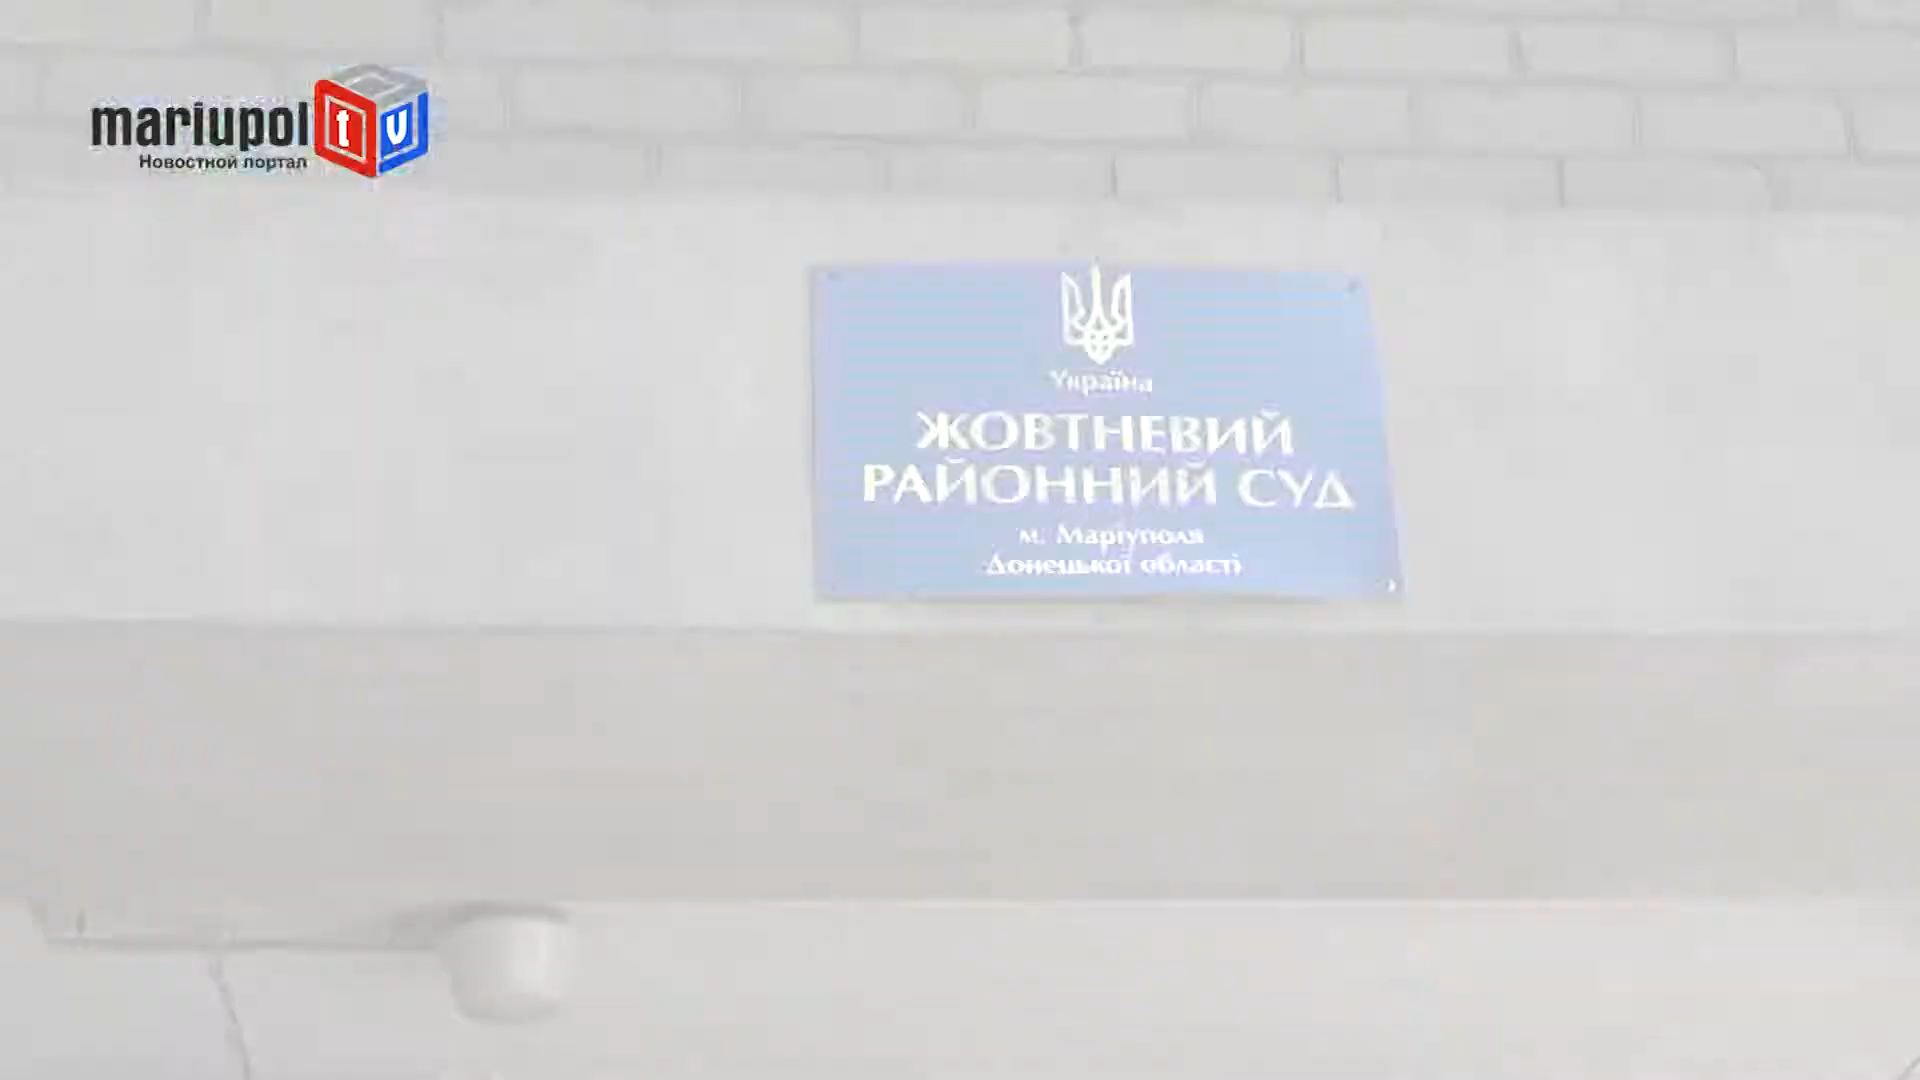 mariupol tv
Новостной портал
Україна
ЖОВТНЕВИЙ
РАЙОННИЙ СУД
м. Маріуполя
Донецької області